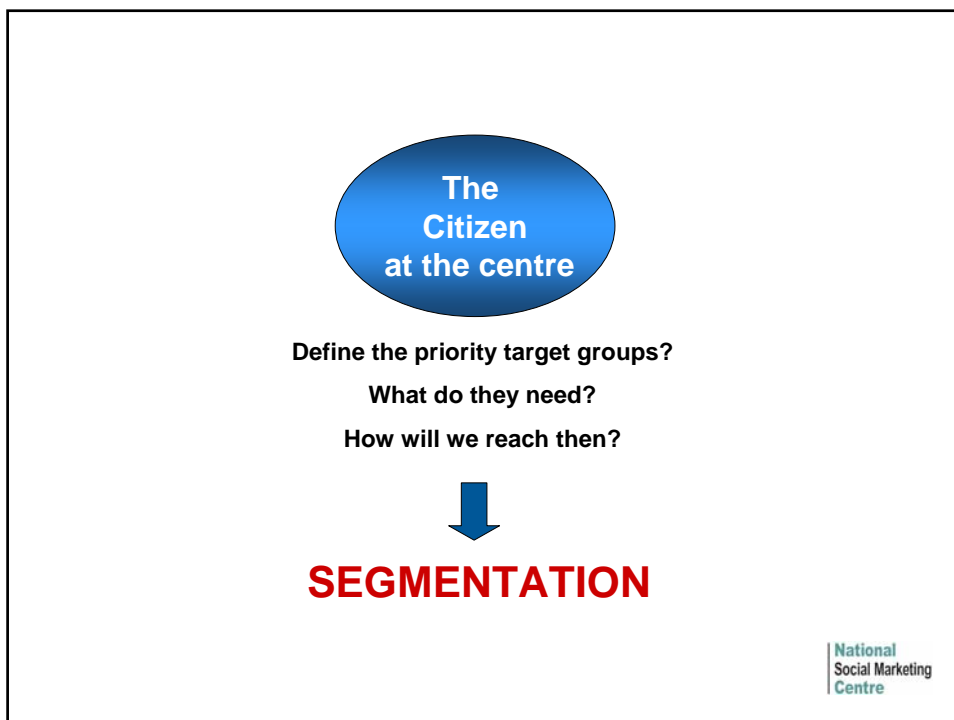 The
Citizen
at the centre
Define the priority target groups?
What do they need?
How will we reach then?
SEGMENTATION
National
Social Marketing
Centre